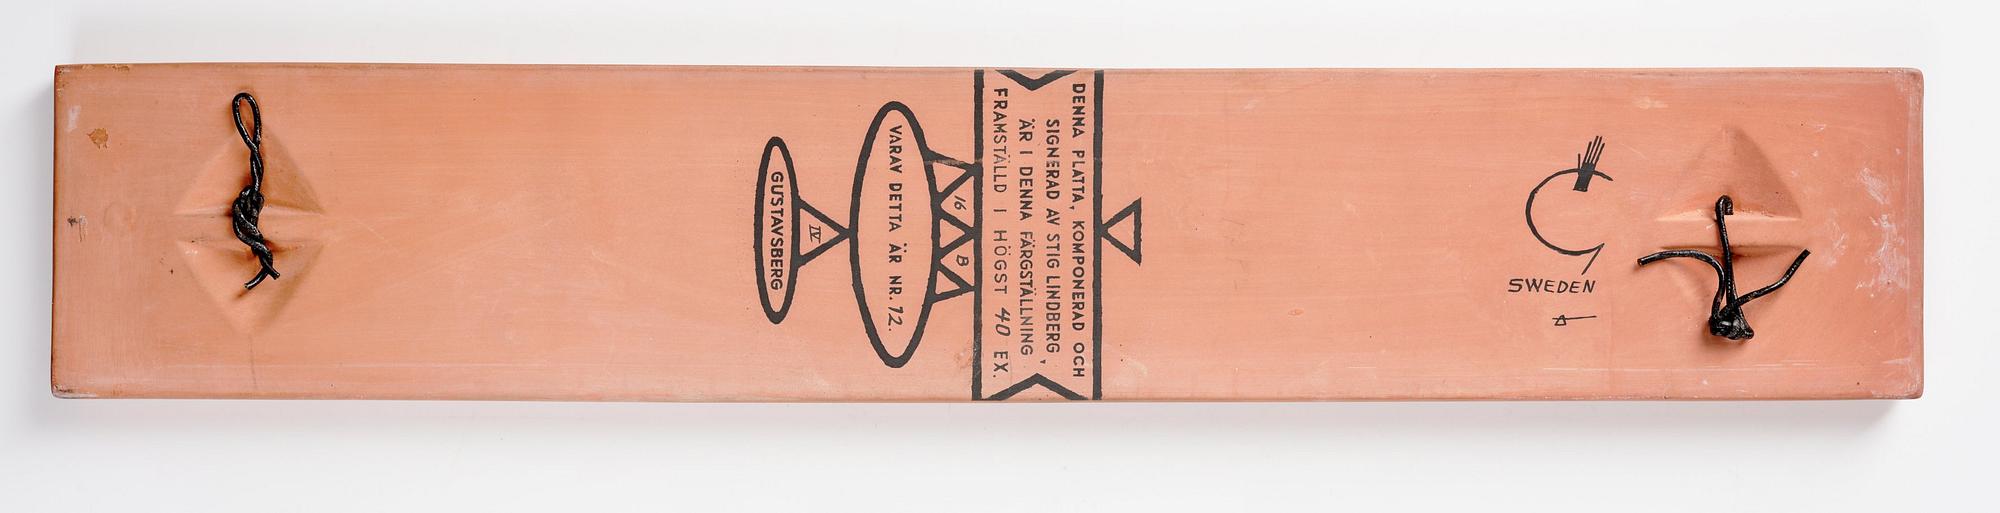 DENNA PLATTA, KOMPONERAD OCH
SIGNERAD AV STIG LINDBERG,
ÄR I DENNA FÄRGSTÄLLNING
FRAMSTÄLLD I HÖGST 40 EX.
16 B
VARAV DETTA ÄR NR. 12.
IV
GUSTAVSBERG
SWEDEN